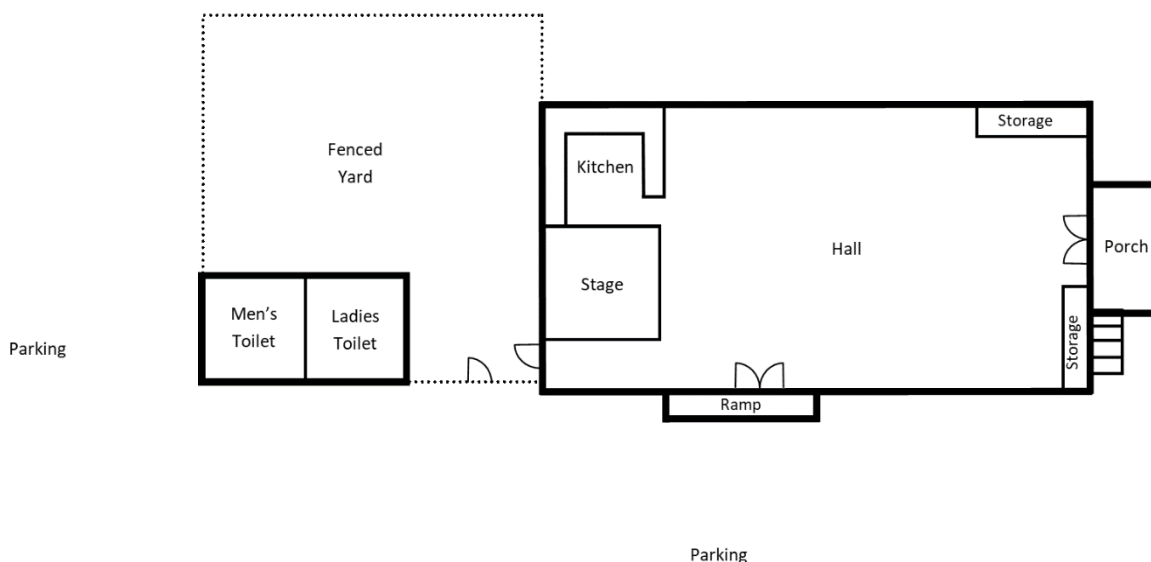 Storage
Fenced
Yard
Kitchen
Hall
Porch
Stage
Men’s
Toilet
Ladies
Toilet
Storage
Parking
Ramp
Parking